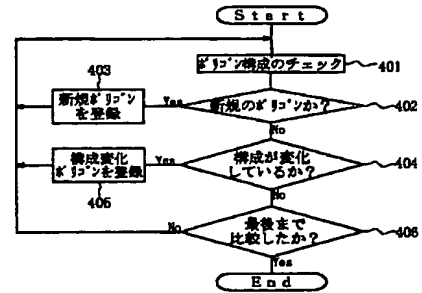 Start
ポリゴン構成のチェック
401
403
新規ポリゴン
を登録
Yes
新規のポリゴンか?
402
No
構成変化
ポリゴンを登録
405
Yes
構成が変化
しているか?
404
No
No
最後まで
比較したか?
406
Yes
End